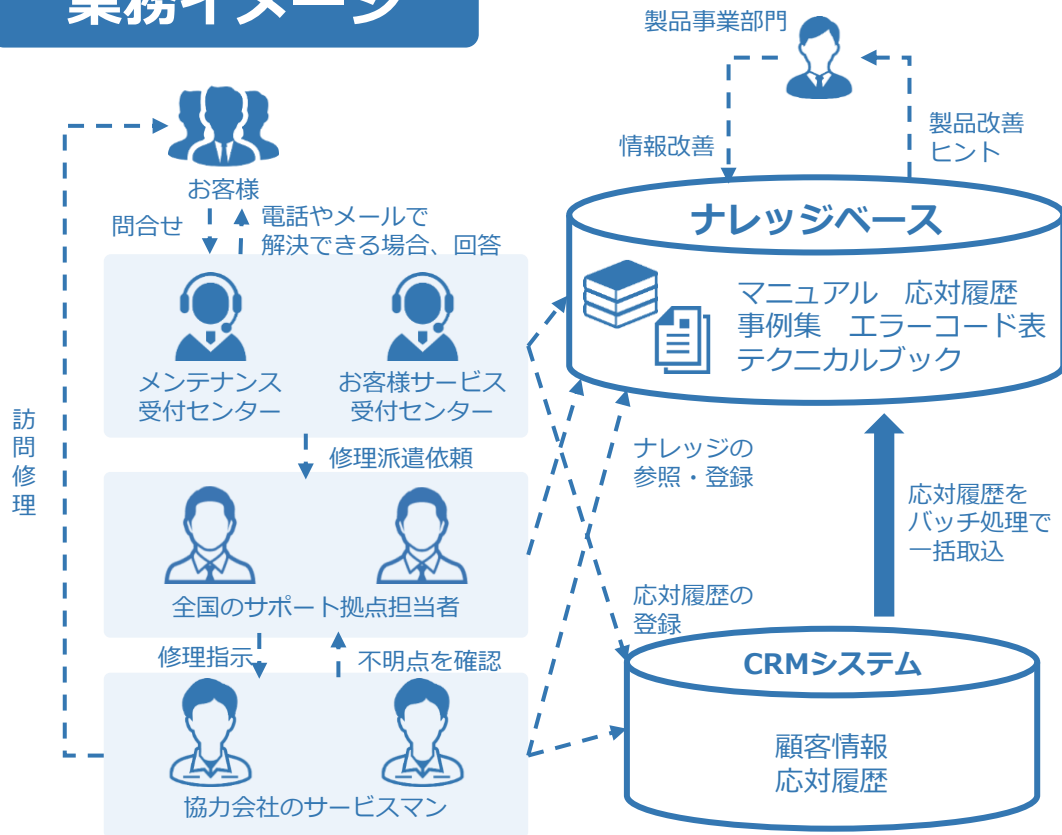 業務イメージ
製品事業部門
情報改善
製品改善
ヒント
お客様
問合せ
電話やメールで
解決できる場合、回答
ナレッジベース
マニュアル　応対履歴
事例集　エラーコード表
テクニカルブック
メンテナンス
受付センター
お客様サービス
受付センター
訪問修理
修理派遣依頼
ナレッジの
参照・登録
応対履歴を
バッチ処理で
一括取込
全国のサポート拠点担当者
応対履歴の
登録
修理指示
不明点を確認
CRMシステム
顧客情報
応対履歴
協力会社のサービスマン